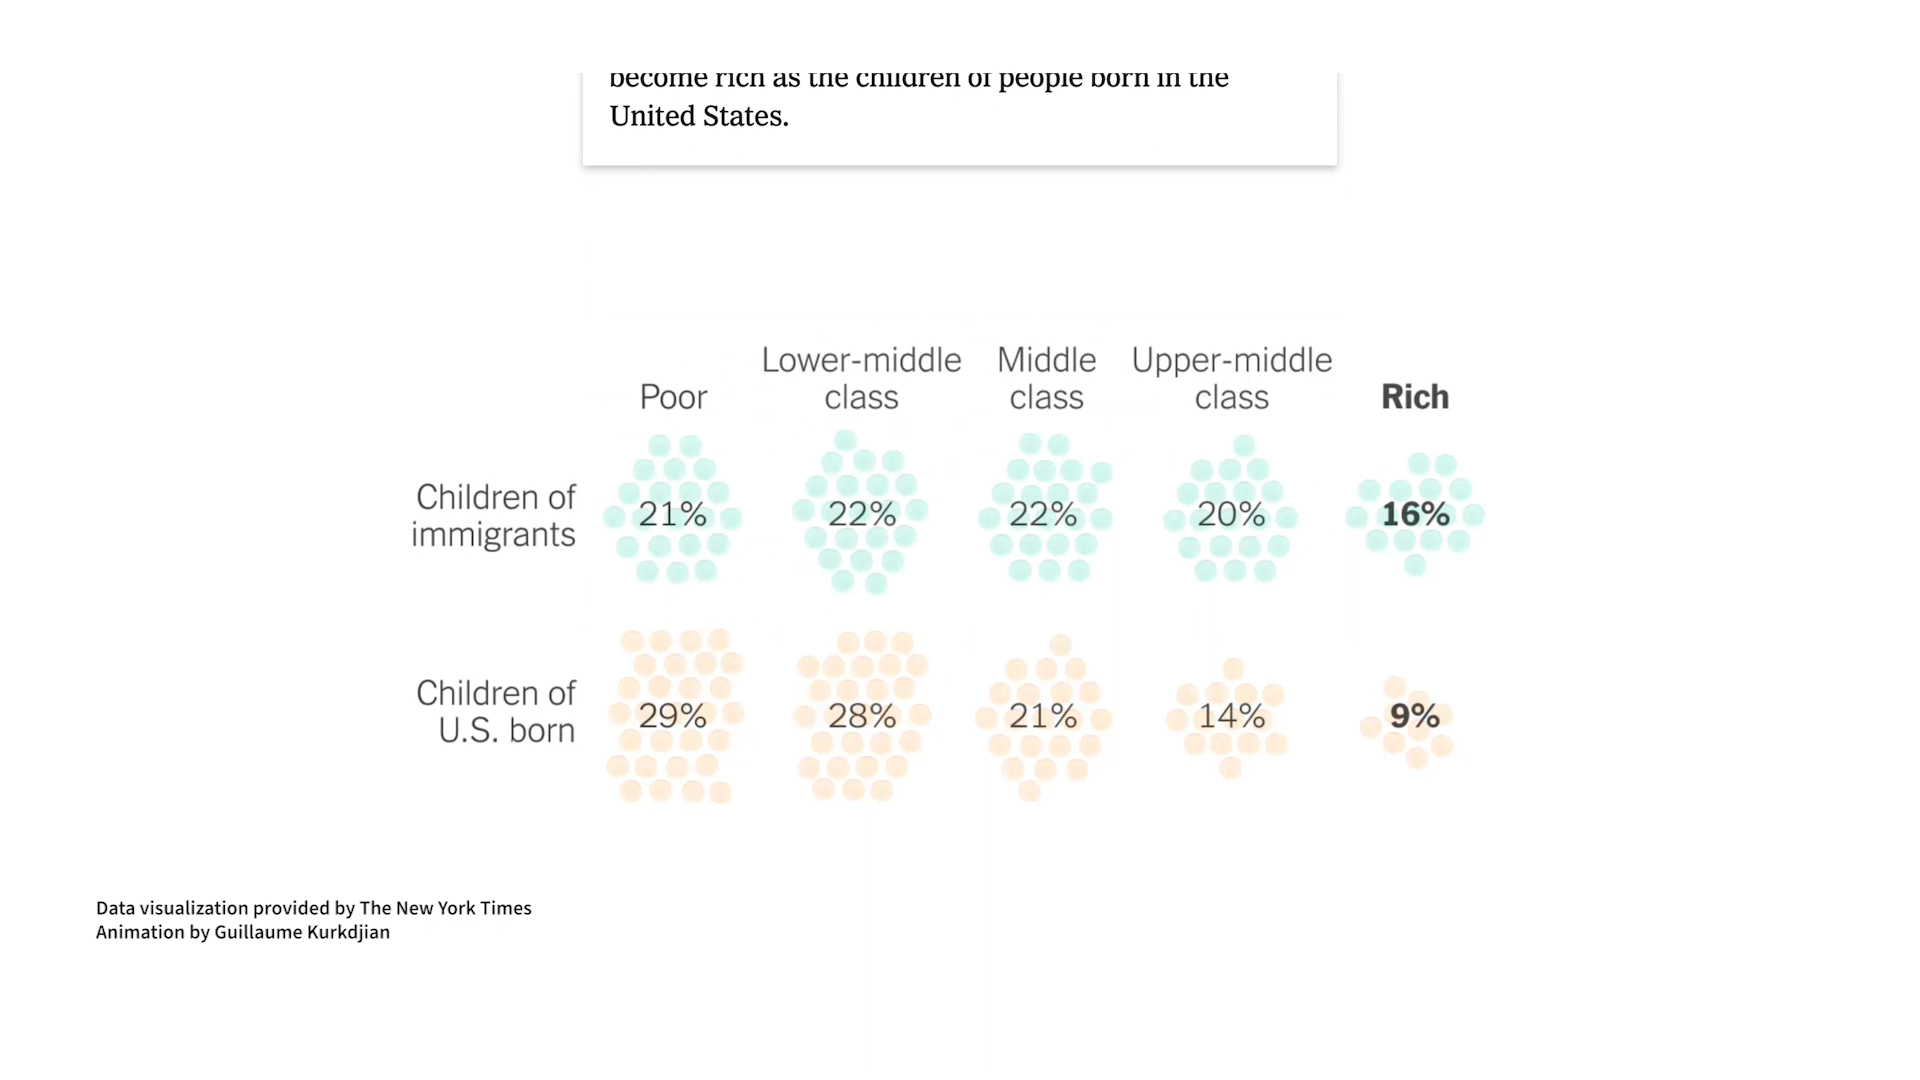 become rich as the children of people born in the
United States.
Poor
Lower-middle
class
Middle
class
Upper-middle
class
Rich
Children of
immigrants
21%
22%
22%
20%
16%
Children of
U.S. born
29%
28%
21%
14%
9%
Data visualization provided by The New York Times
Animation by Guillaume Kurkdjian